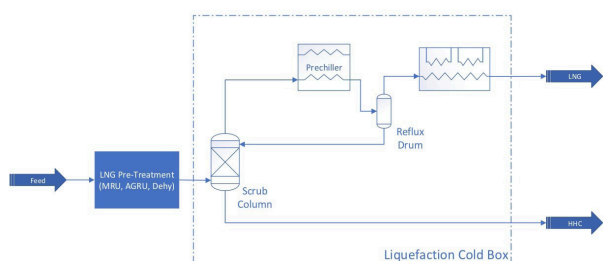 Prechiller
LNG
Reflux
Drum
Feed
LNG Pre-Treatment
(MRU, AGRU, Dehy)
Scrub
Column
HHC
Liquefaction Cold Box